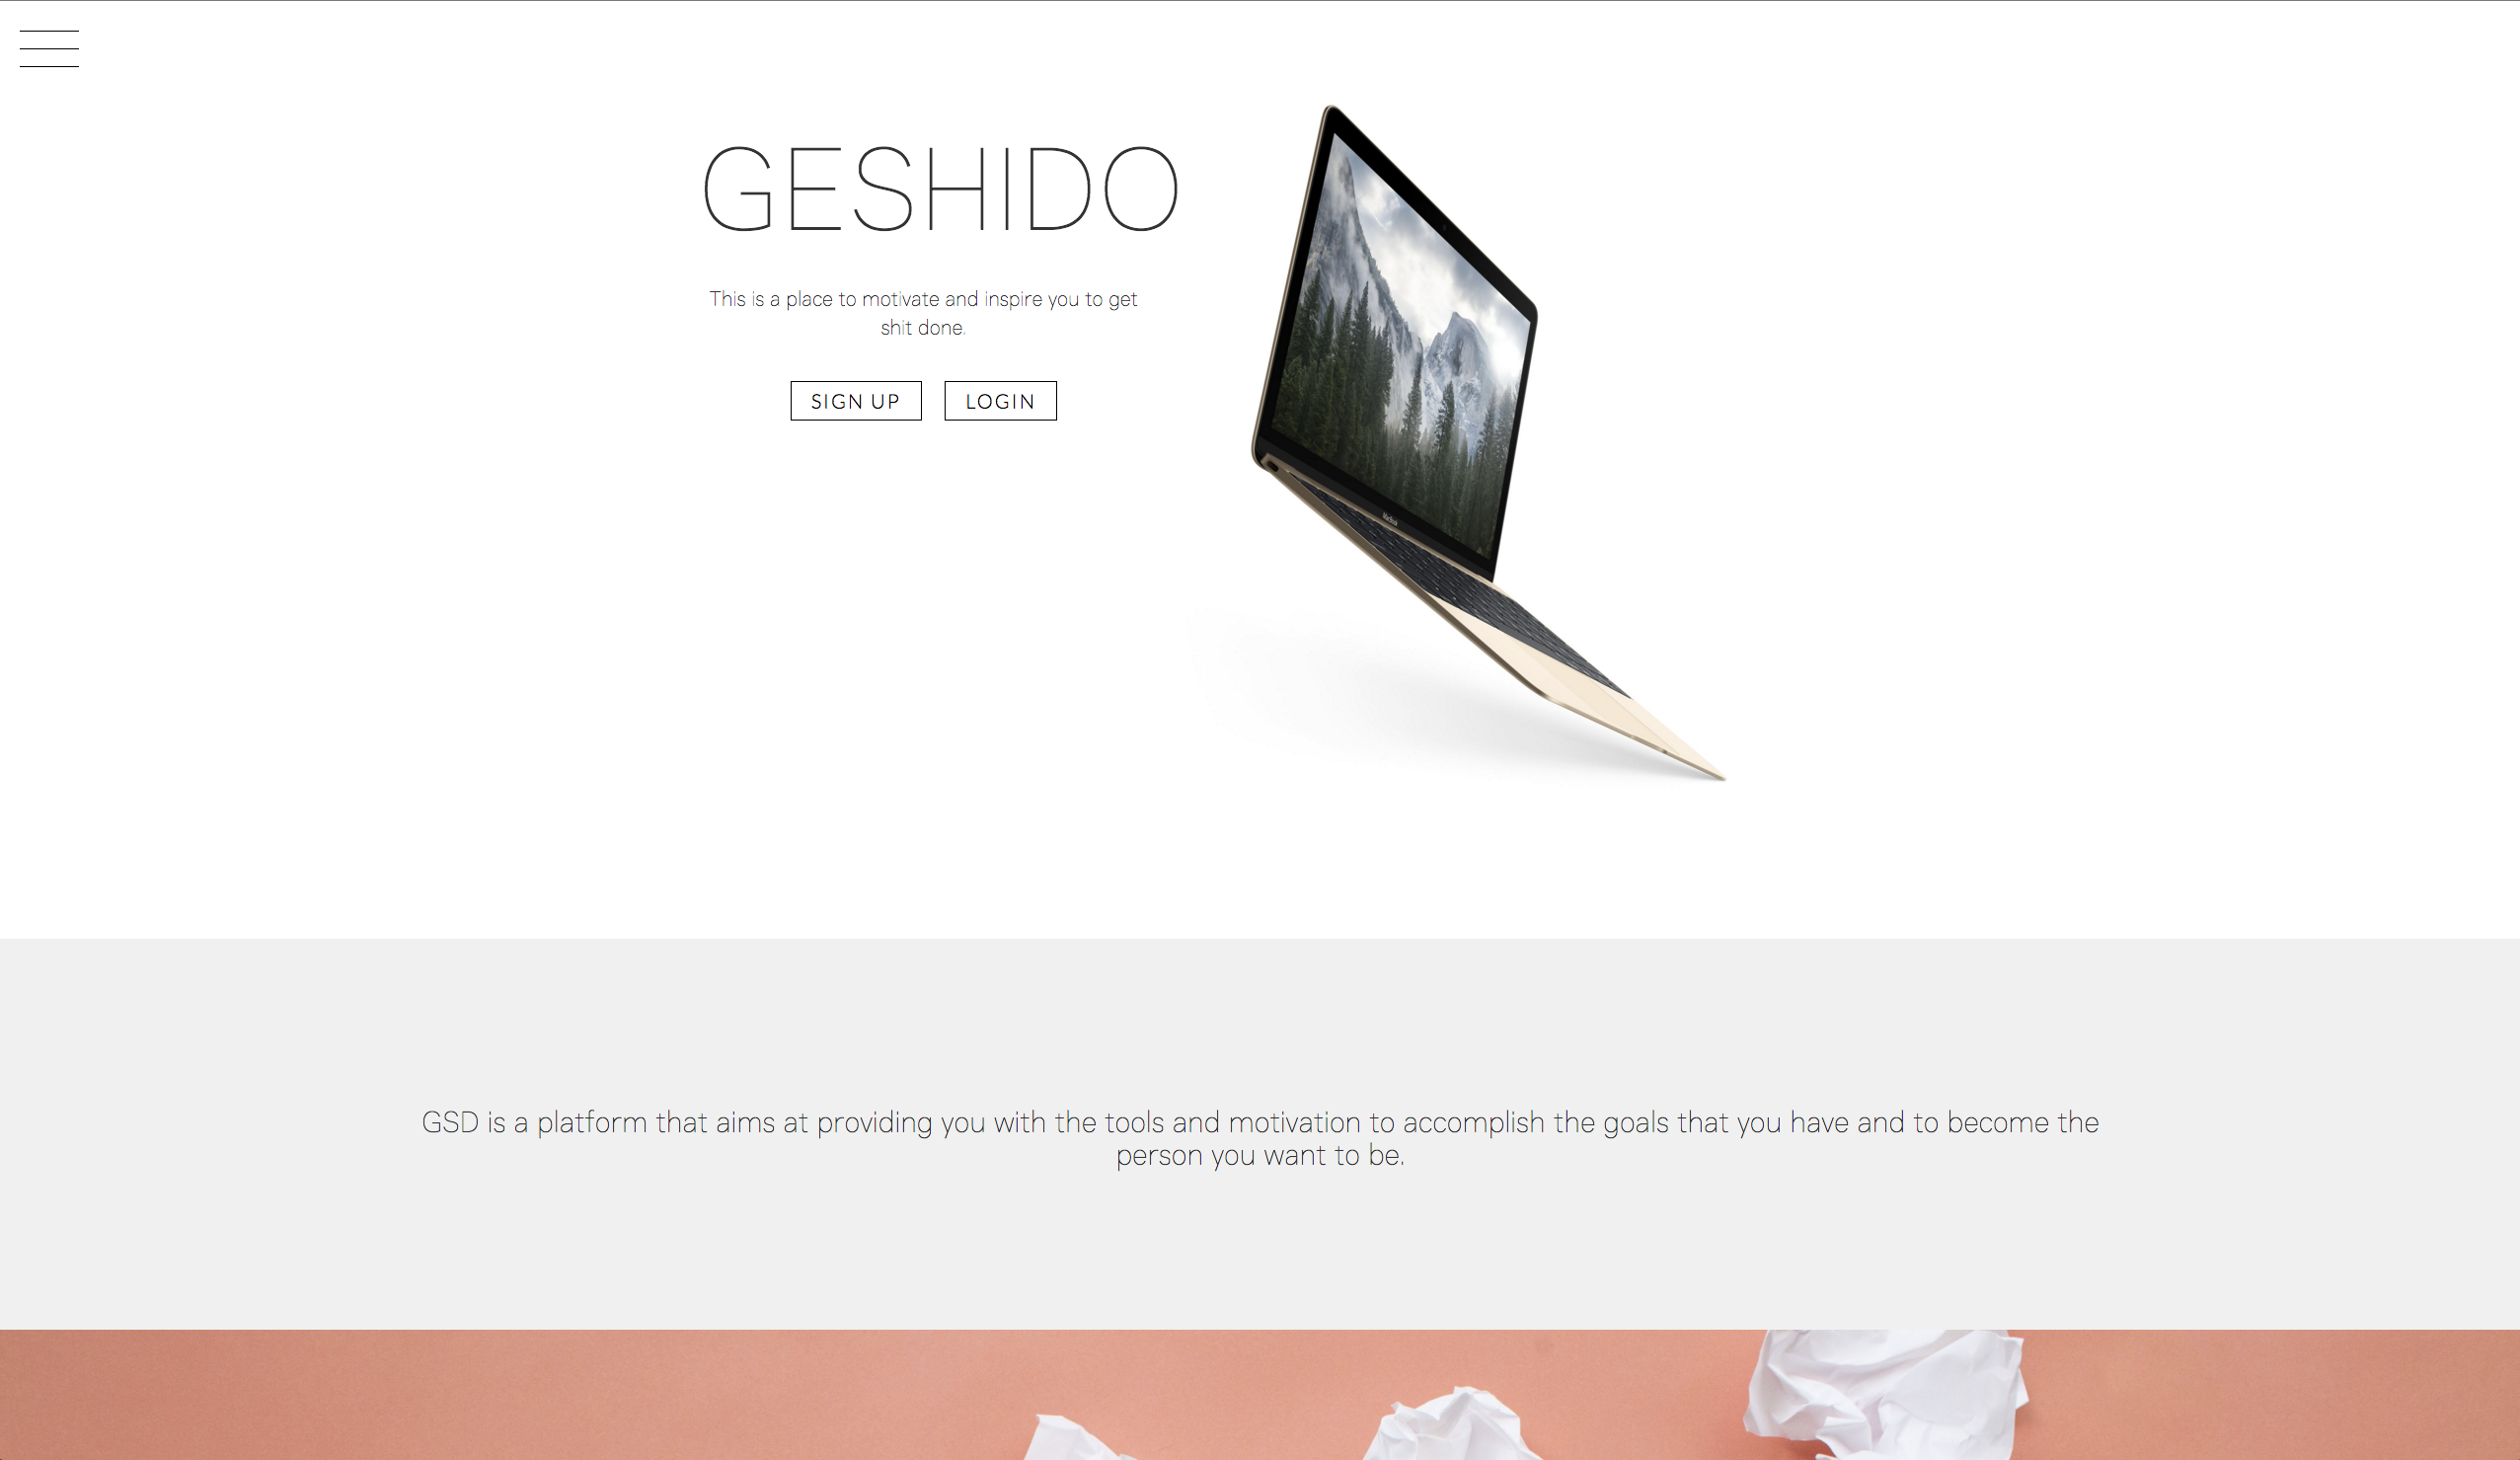 GESHIDO
This is a place to motivate and inspire you to get
shit done.
SIGN UP
LOGIN
MacBook
GSD is a platform that aims at providing you with the tools and motivation to accomplish the goals that you have and to become the
person you want to be.